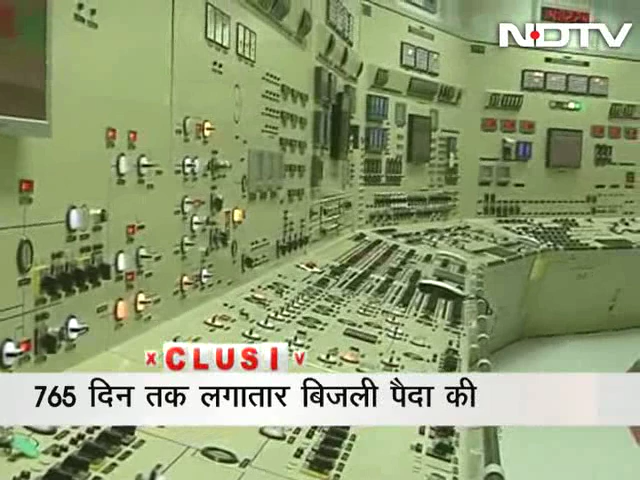 NDTV
X CLUSI V
765 दिन तक लगातार बिजली पैदा की